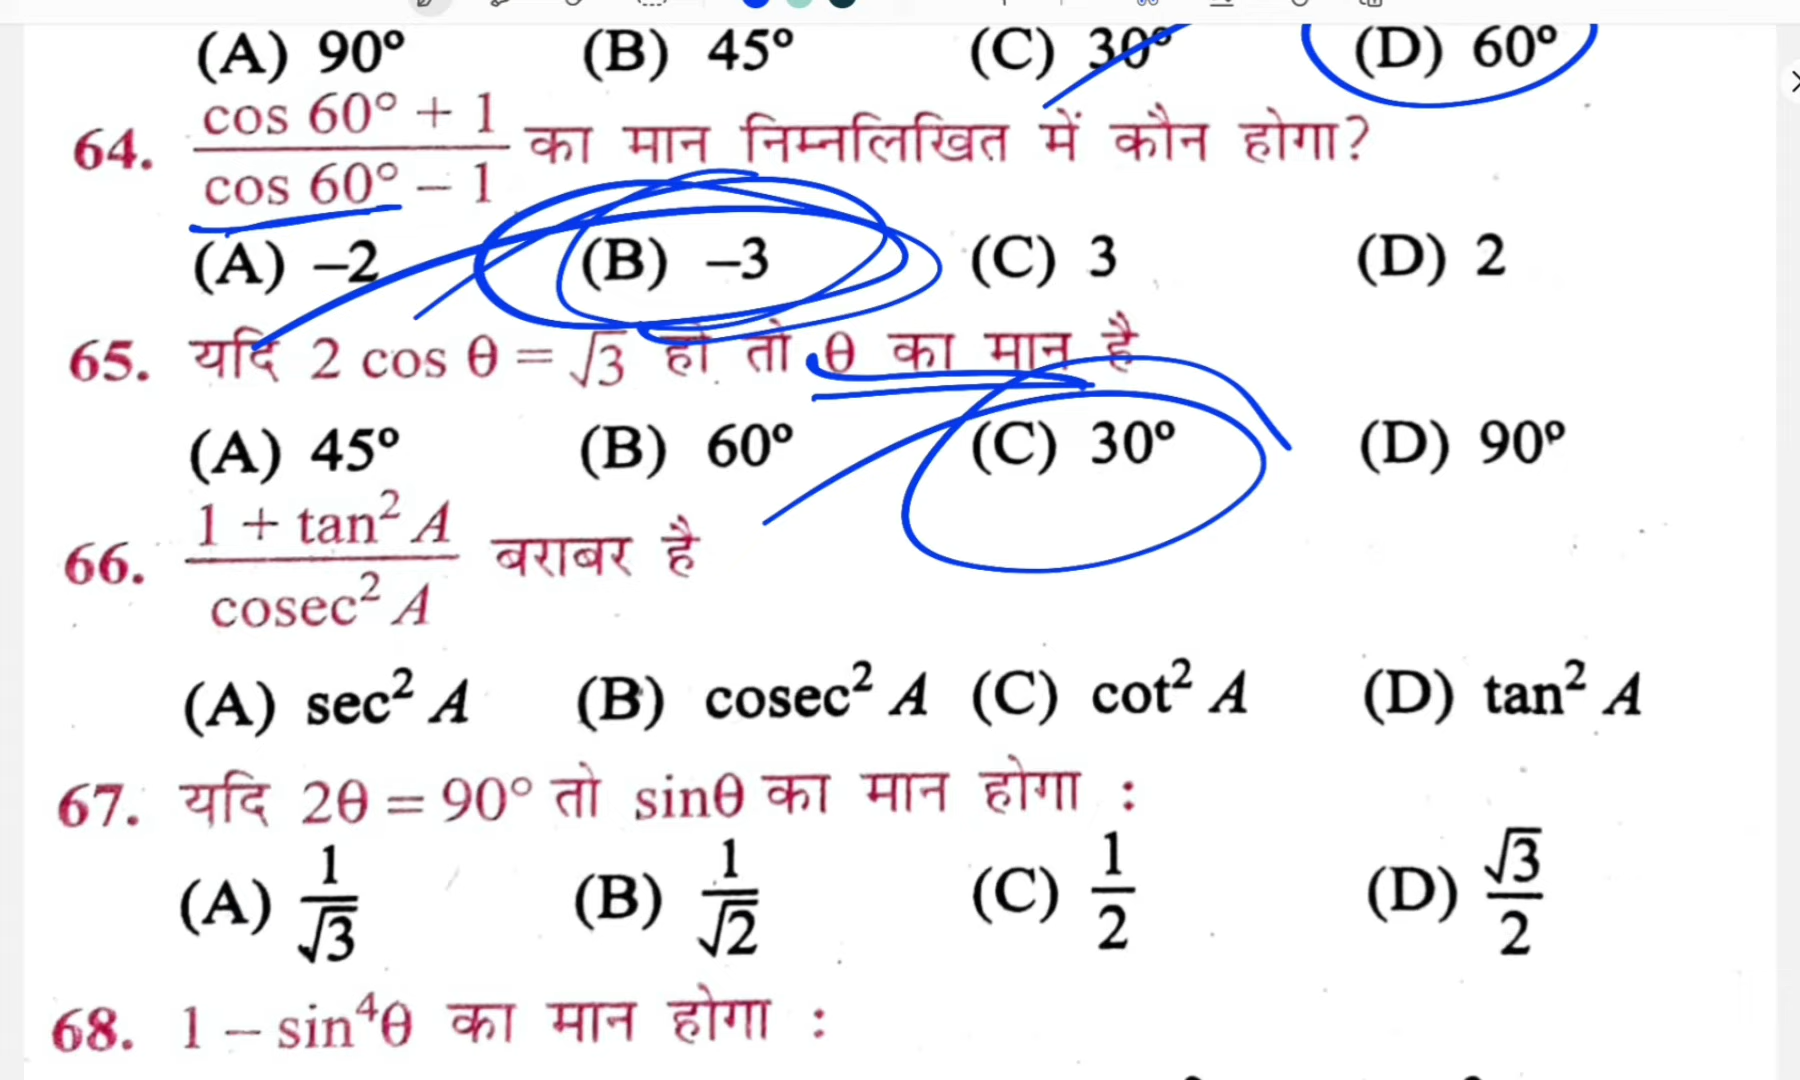 (A) 90° (B) 45° (C) 30° (D) 60°
64. cos 60° + 1 / cos 60° – 1 का मान निम्नलिखित में कौन होगा?
(A) –2 (B) –3 (C) 3 (D) 2
65. यदि 2 cos θ = √3 हो तो θ का मान है
(A) 45° (B) 60° (C) 30° (D) 90°
66. 1 + tan² A / cosec² A बराबर है
(A) sec² A (B) cosec² A (C) cot² A (D) tan² A
67. यदि 2θ = 90° तो sinθ का मान होगा :
(A) 1/√3 (B) 1/√2 (C) 1/2 (D) √3/2
68. 1 – sin⁴θ का मान होगा :